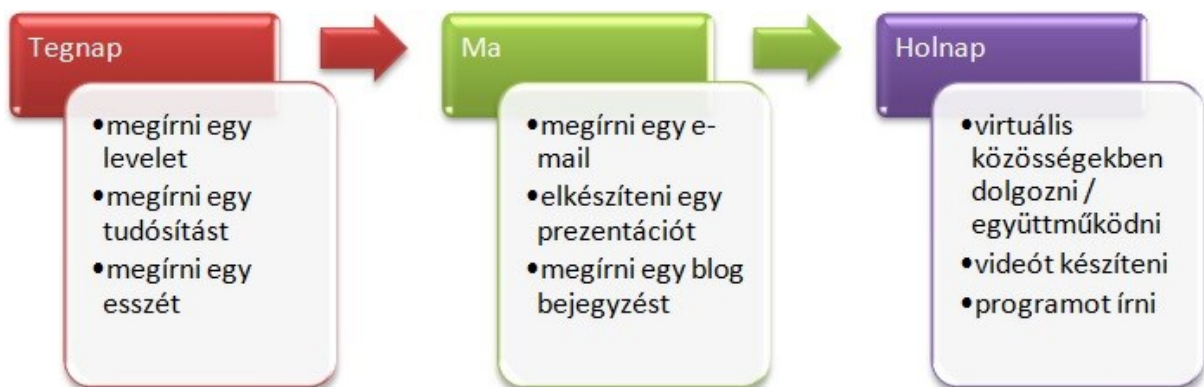 Tegnap
•megírni egy
levelet
•megírni egy
tudósítást
•megírni egy
esszét
Ma
•megírni egy e-
mail
•elkészíteni egy
prezentációt
•megírni egy blog
bejegyzést
Holnap
•virtuális
közösségekben
dolgozni /
együttműködni
•videót készíteni
•programot írni